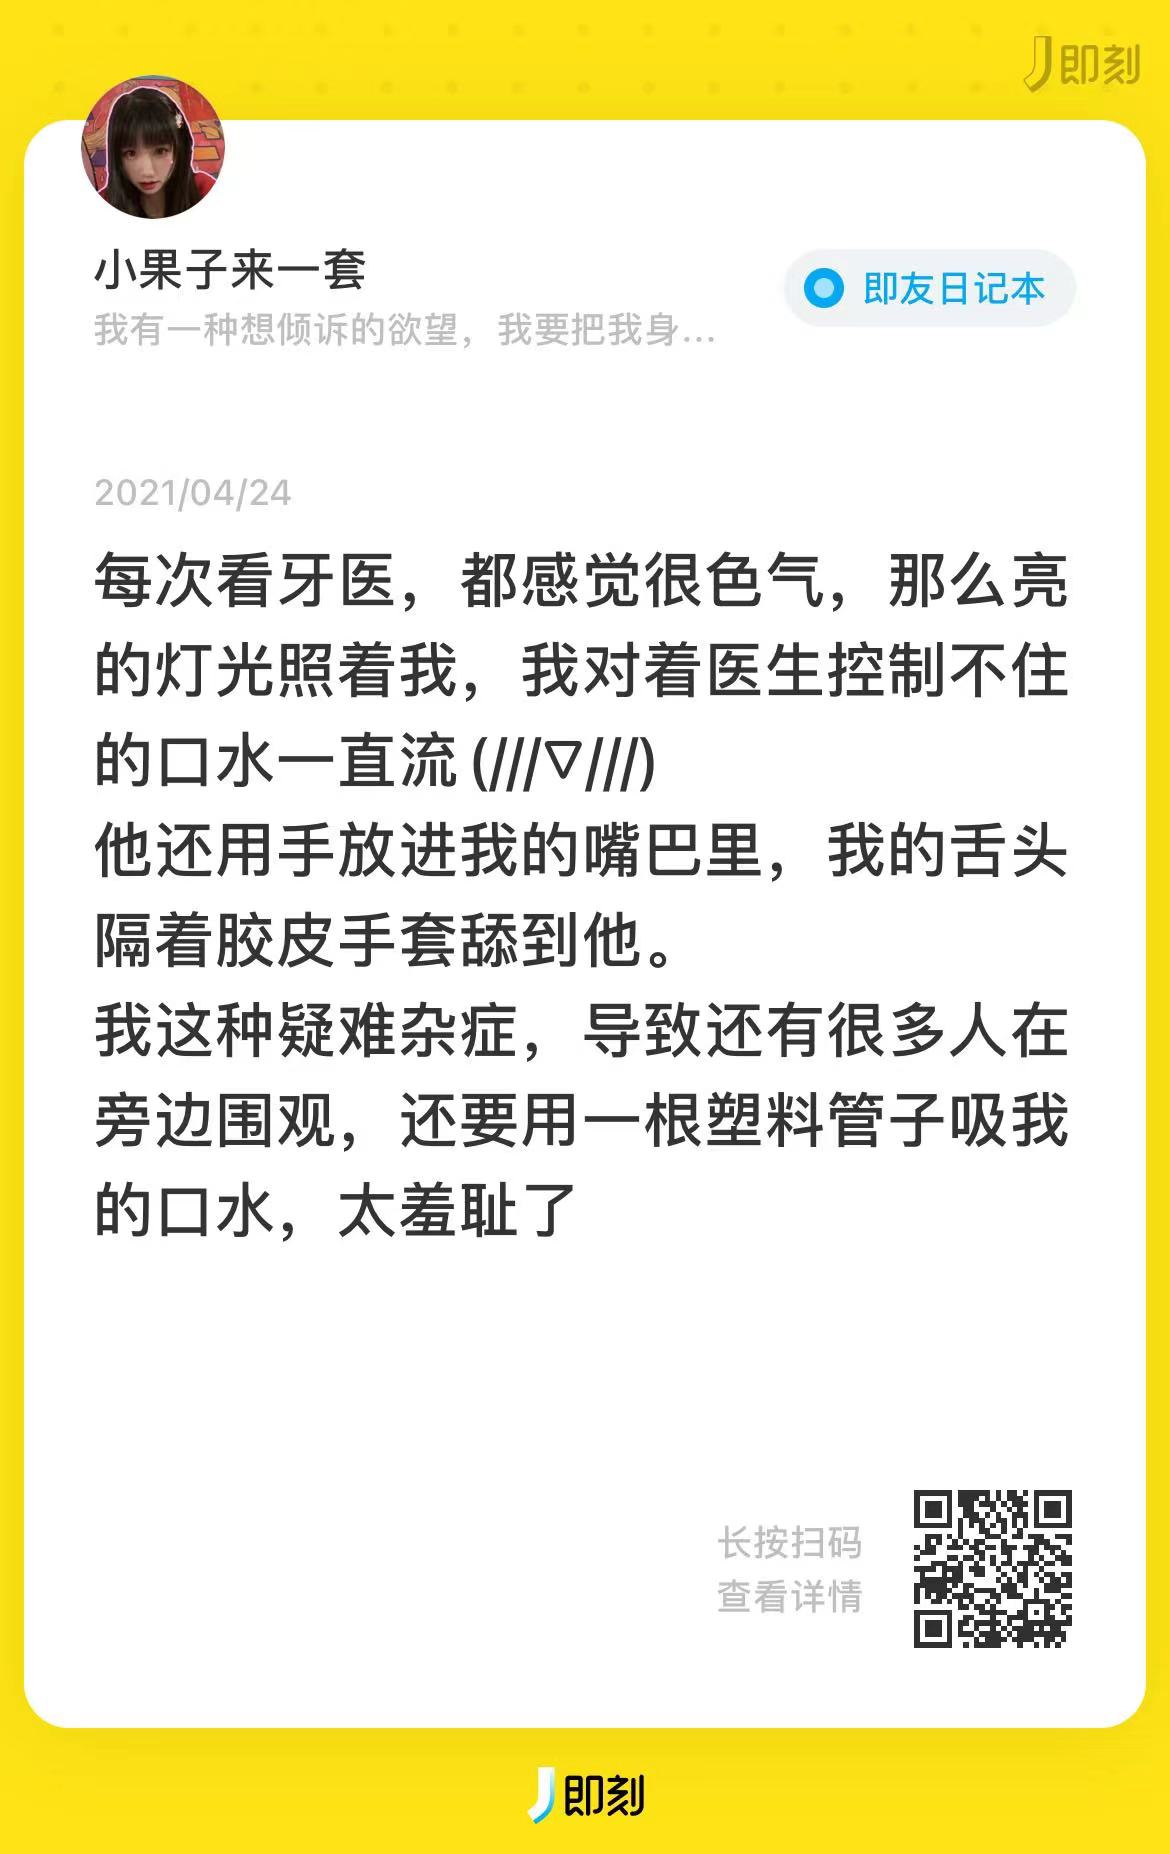 即刻
小果子来一套
即友日记本
我有一种想倾诉的欲望，我要把我身...
2021/04/24
每次看牙医，都感觉很色气，那么亮
的灯光照着我，我对着医生控制不住
的口水一直流 (///▽///)
他还用手放进我的嘴巴里，我的舌头
隔着胶皮手套舔到他。
我这种疑难杂症，导致还有很多人在
旁边围观，还要用一根塑料管子吸我
的口水，太羞耻了
长按扫码
查看详情
即刻